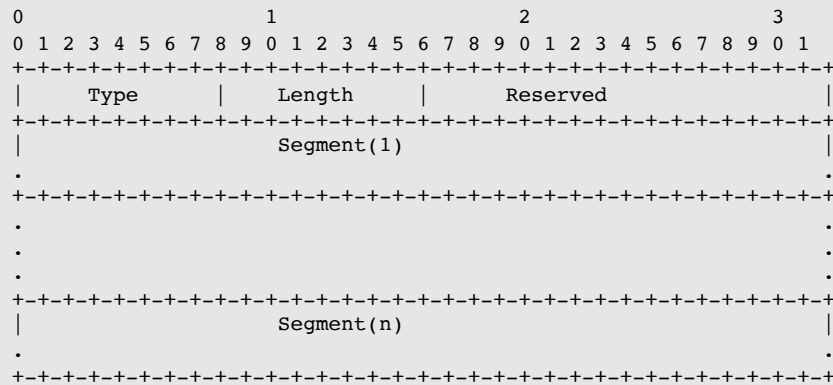 0                   1                   2                   3
0 1 2 3 4 5 6 7 8 9 0 1 2 3 4 5 6 7 8 9 0 1 2 3 4 5 6 7 8 9 0 1
+-+-+-+-+-+-+-+-+-+-+-+-+-+-+-+-+-+-+-+-+-+-+-+-+-+-+-+-+-+-+-+-+
|     Type      |    Length     |      Reserved                 |
+-+-+-+-+-+-+-+-+-+-+-+-+-+-+-+-+-+-+-+-+-+-+-+-+-+-+-+-+-+-+-+-+
|                    Segment(1)                                 |
.                                                               .
+-+-+-+-+-+-+-+-+-+-+-+-+-+-+-+-+-+-+-+-+-+-+-+-+-+-+-+-+-+-+-+-+
.                                                               .
.                                                               .
.                                                               .
+-+-+-+-+-+-+-+-+-+-+-+-+-+-+-+-+-+-+-+-+-+-+-+-+-+-+-+-+-+-+-+-+
|                    Segment(n)                                 |
.                                                               .
+-+-+-+-+-+-+-+-+-+-+-+-+-+-+-+-+-+-+-+-+-+-+-+-+-+-+-+-+-+-+-+-+